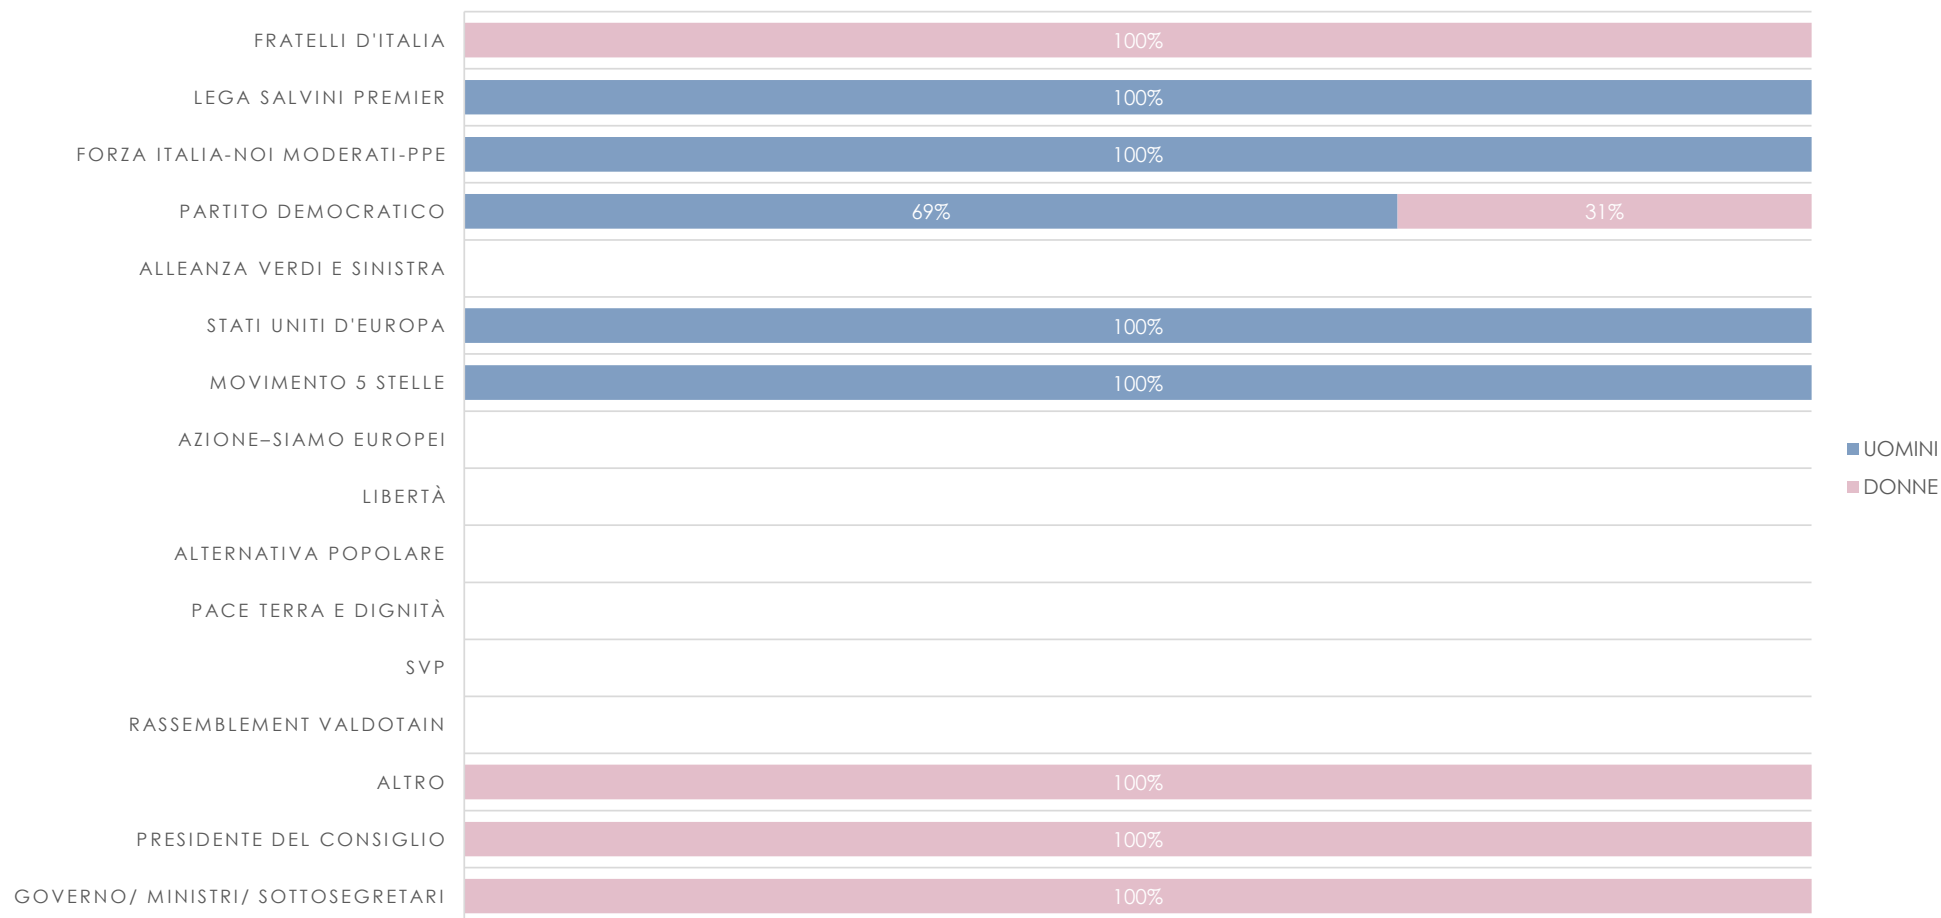 FRATELLI D'ITALIA 100%
LEGA SALVINI PREMIER 100%
FORZA ITALIA-NOI MODERATI-PPE 100%
PARTITO DEMOCRATICO 69% 31%
ALLEANZA VERDI E SINISTRA
STATI UNITI D'EUROPA 100%
MOVIMENTO 5 STELLE 100%
AZIONE–SIAMO EUROPEI
LIBERTÀ
ALTERNATIVA POPOLARE
PACE TERRA E DIGNITÀ
SVP
RASSEMBLEMENT VALDOTAIN
ALTRO 100%
PRESIDENTE DEL CONSIGLIO 100%
GOVERNO/ MINISTRI/ SOTTOSEGRETARI 100%
UOMINI
DONNE